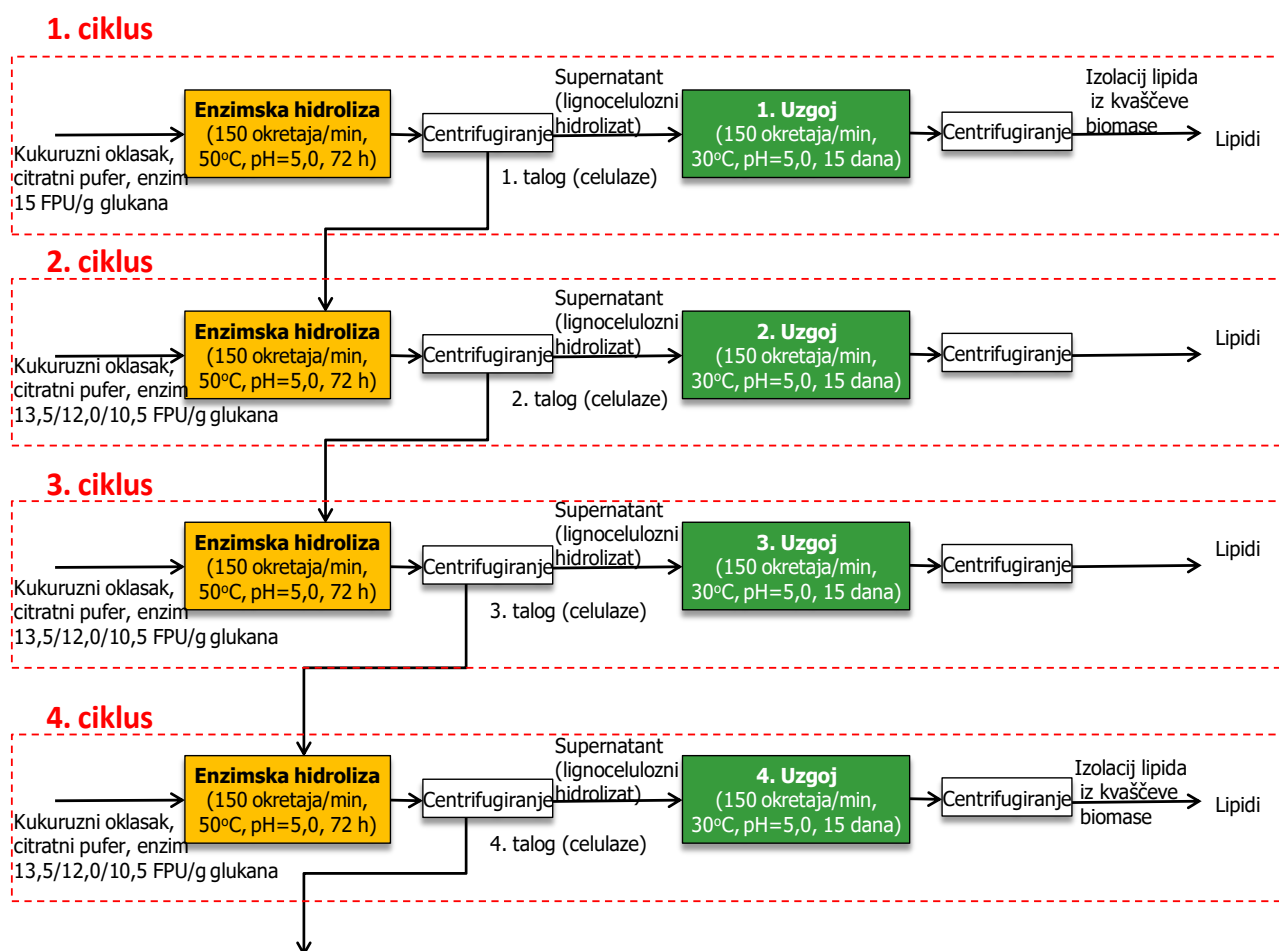 1. ciklus
Enzimska hidroliza
(150 okretaja/min,
50°C, pH=5,0, 72 h)
Kukuruzni oklasak,
citratni pufer, enzim
15 FPU/g glukana
Centrifugiranje
Supernatant
(lignocelulozni
hidrolizat)
1. talog (celulaze)
1. Uzgoj
(150 okretaja/min,
30°C, pH=5,0, 15 dana)
Centrifugiranje
Izolacij lipida
iz kvaščeve
biomase
Lipidi
2. ciklus
Enzimska hidroliza
(150 okretaja/min,
50°C, pH=5,0, 72 h)
Kukuruzni oklasak,
citratni pufer, enzim
13,5/12,0/10,5 FPU/g glukana
Centrifugiranje
Supernatant
(lignocelulozni
hidrolizat)
2. talog (celulaze)
2. Uzgoj
(150 okretaja/min,
30°C, pH=5,0, 15 dana)
Centrifugiranje
Lipidi
3. ciklus
Enzimska hidroliza
(150 okretaja/min,
50°C, pH=5,0, 72 h)
Kukuruzni oklasak,
citratni pufer, enzim
13,5/12,0/10,5 FPU/g glukana
Centrifugiranje
Supernatant
(lignocelulozni
hidrolizat)
3. talog (celulaze)
3. Uzgoj
(150 okretaja/min,
30°C, pH=5,0, 15 dana)
Centrifugiranje
Lipidi
4. ciklus
Enzimska hidroliza
(150 okretaja/min,
50°C, pH=5,0, 72 h)
Kukuruzni oklasak,
citratni pufer, enzim
13,5/12,0/10,5 FPU/g glukana
Centrifugiranje
Supernatant
(lignocelulozni
hidrolizat)
4. talog (celulaze)
4. Uzgoj
(150 okretaja/min,
30°C, pH=5,0, 15 dana)
Centrifugiranje
Izolacij lipida
iz kvaščeve
biomase
Lipidi